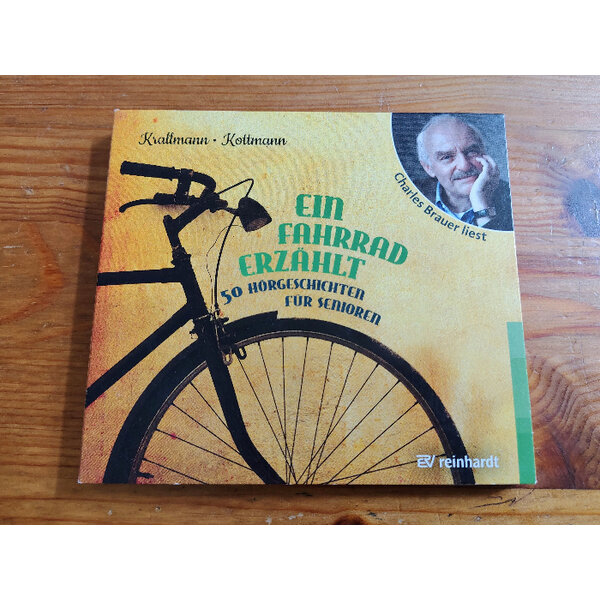 Krallmann • Kottmann
Charles Brauer liest
EIN
FAHRRAD
ERZÄHLT
50 HÖRGESCHICHTEN
FÜR SENIOREN
reinhardt